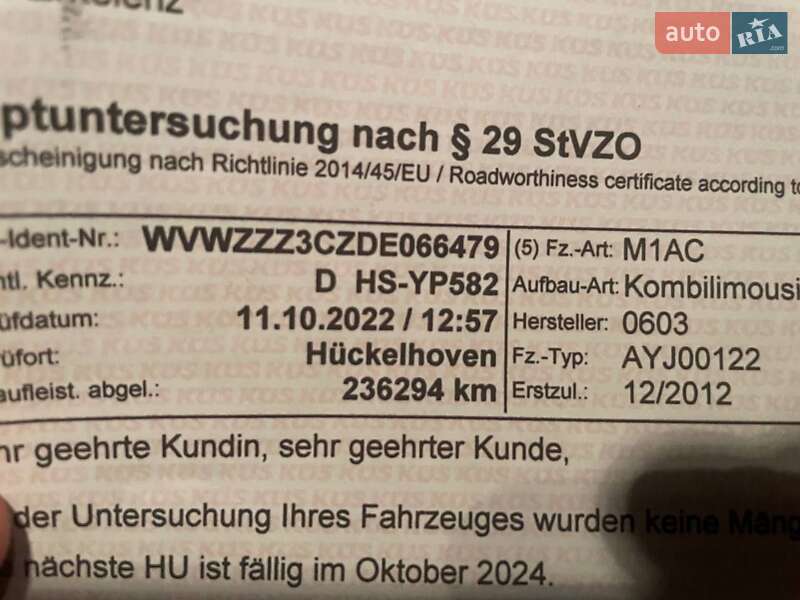 auto RIA .com
ptuntersuchung nach § 29 StVZO
scheinigung nach Richtlinie 2014/45/EU / Roadworthiness certificate according to
-Ident-Nr.: WVWZZZ3CZDE066479 (5) Fz.-Art: M1AC
ntl. Kennz.: D HS-YP582 Aufbau-Art: Kombilimousi
üfdatum: 11.10.2022 / 12:57 Hersteller: 0603
üfort: Hückelhoven Fz.-Typ: AYJ00122
aufleist. abgel.: 236294 km Erstzul.: 12/2012
hr geehrte Kundin, sehr geehrter Kunde,
der Untersuchung Ihres Fahrzeuges wurden keine Mäng
nächste HU ist fällig im Oktober 2024.